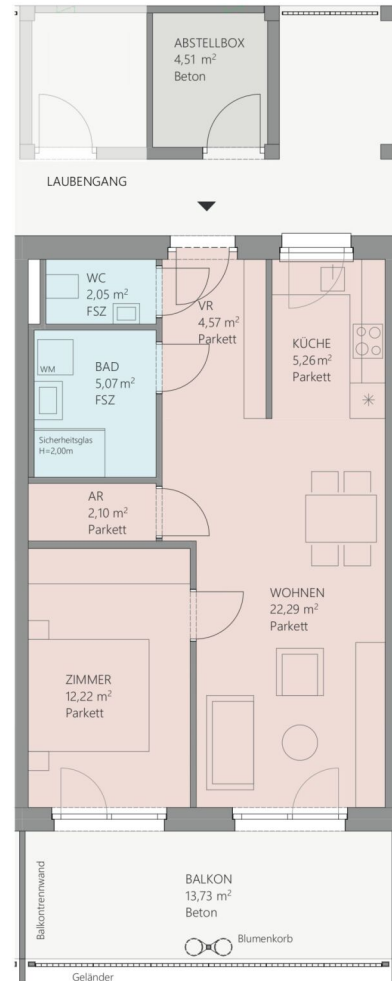 ABSTELLBOX
4,51 m²
Beton
LAUBENGANG
WC
2,05 m²
FSZ
VR
4,57 m²
Parkett
KÜCHE
5,26 m²
Parkett
BAD
5,07 m²
FSZ
WM
Sicherheitsglas
H=2,00m
AR
2,10 m²
Parkett
WOHNEN
22,29 m²
Parkett
ZIMMER
12,22 m²
Parkett
Balkontrennwand
BALKON
13,73 m²
Beton
Blumenkorb
Geländer